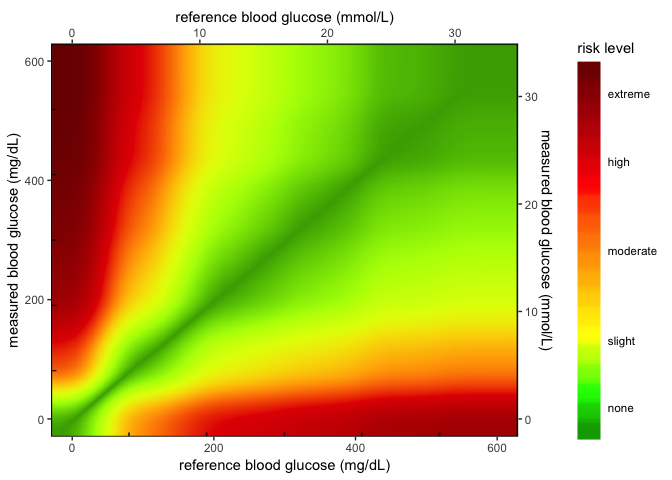 reference blood glucose (mmol/L)
0 10 20 30
risk level
600
400
200
0
measured blood glucose (mg/dL)
30
20
10
0
measured blood glucose (mmol/L)
extreme
high
moderate
slight
none
0 200 400 600
reference blood glucose (mg/dL)